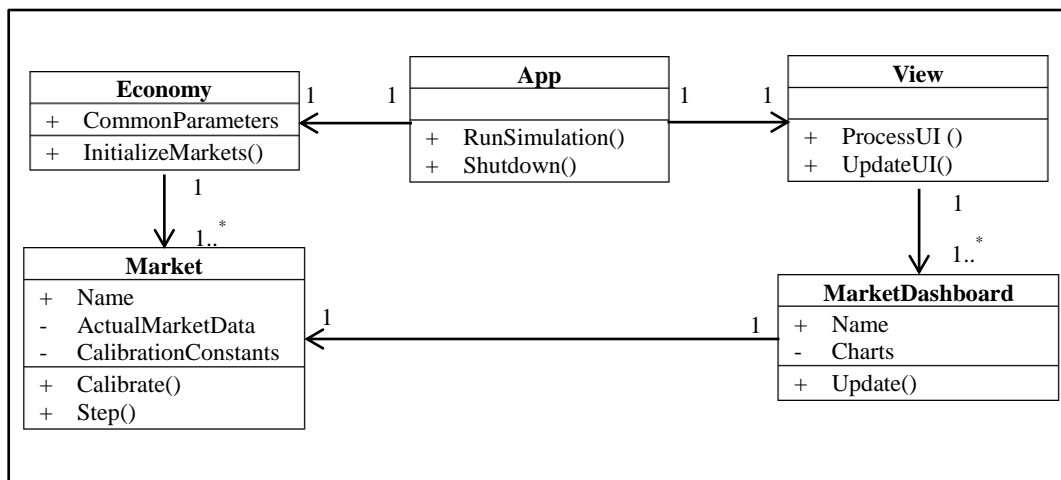 Economy
+ CommonParameters
+ InitializeMarkets()
1
1
App
+ RunSimulation()
+ Shutdown()
1
1
View
+ ProcessUI ()
+ UpdateUI()
1
1..*
1
1..*
Market
+ Name
- ActualMarketData
- CalibrationConstants
+ Calibrate()
+ Step()
1
1
MarketDashboard
+ Name
- Charts
+ Update()